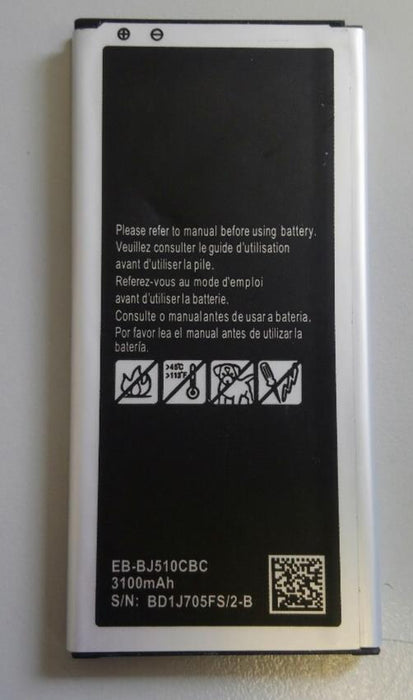 ⊕ ⊖
Please refer to manual before using battery.
Veuillez consulter le guide d'utilisation
avant d'utiliser la pile.
Referez-vous au mode d'emploi
avant d'utiliser la batterie.
Consulte o manual antes de usar a bateria.
Por favor lea el manual antes de utilizar la
batería.
>45°C
>113°F
EB-BJ510CBC
3100mAh
S/N: BD1J705FS/2-B